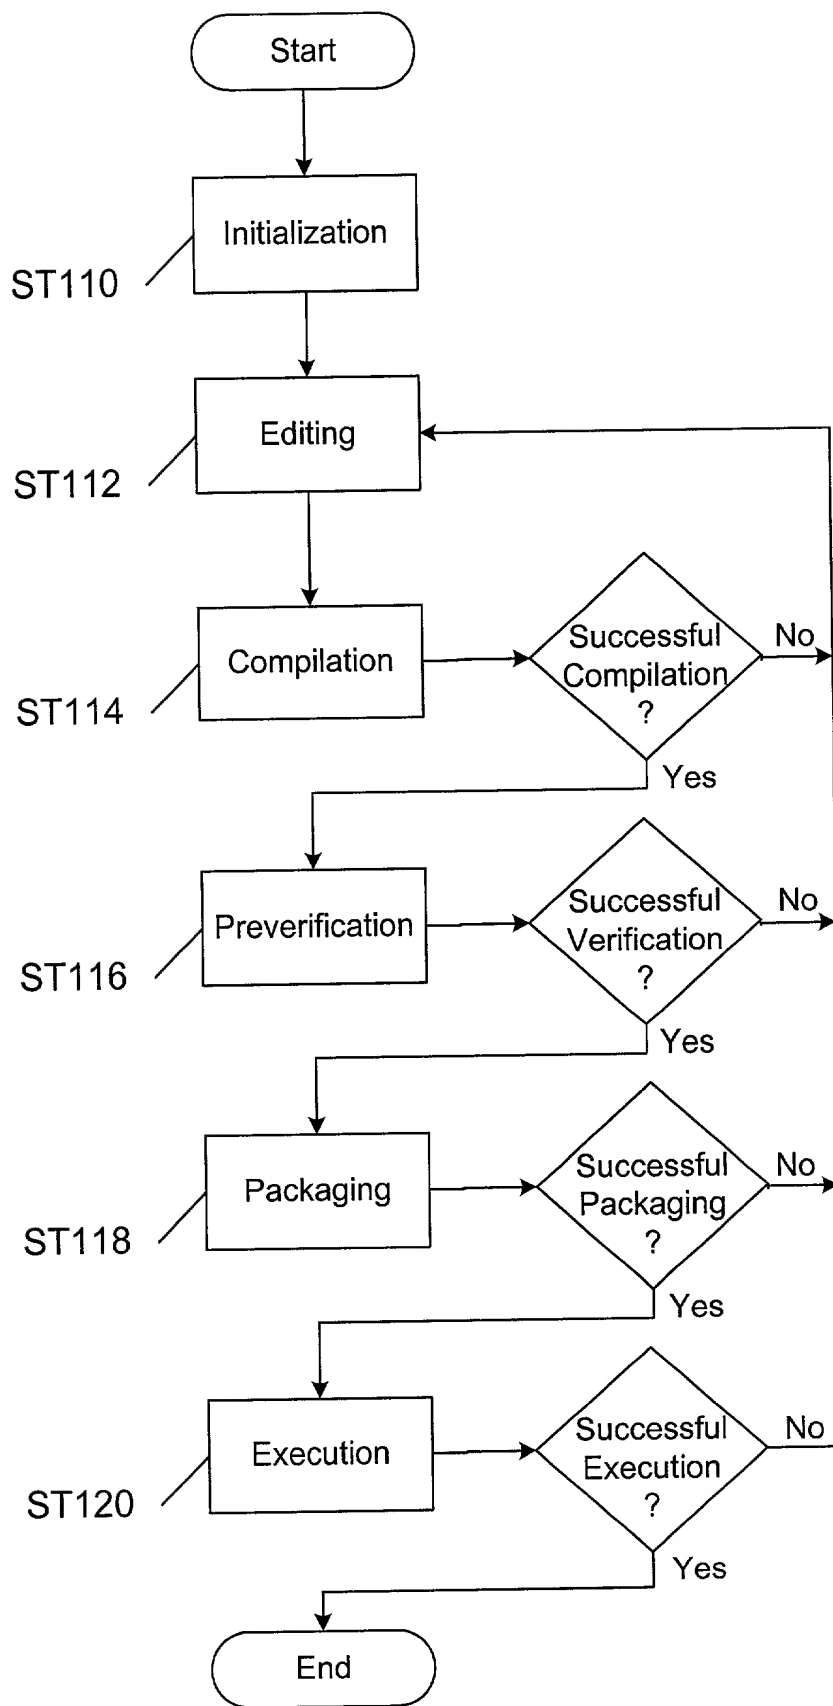 Start
Initialization
ST110
Editing
ST112
Compilation
ST114
Successful
Compilation
?
No
Yes
Preverification
ST116
Successful
Verification
?
No
Yes
Packaging
ST118
Successful
Packaging
?
No
Yes
Execution
ST120
Successful
Execution
?
No
Yes
End